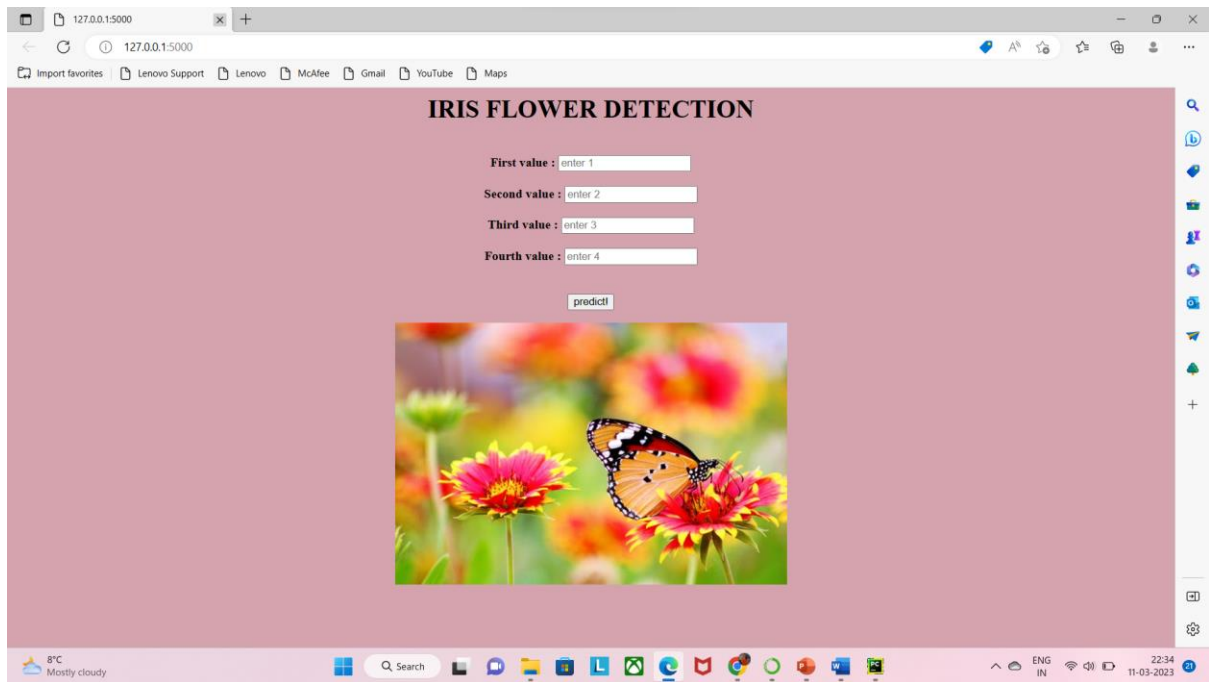 127.0.0.1:5000
127.0.0.1:5000
Import favorites Lenovo Support Lenovo McAfee Gmail YouTube Maps
IRIS FLOWER DETECTION
First value : enter 1
Second value : enter 2
Third value : enter 3
Fourth value : enter 4
predict!
8°C
Mostly cloudy
Search
ENG
IN
22:34
11-03-2023
21